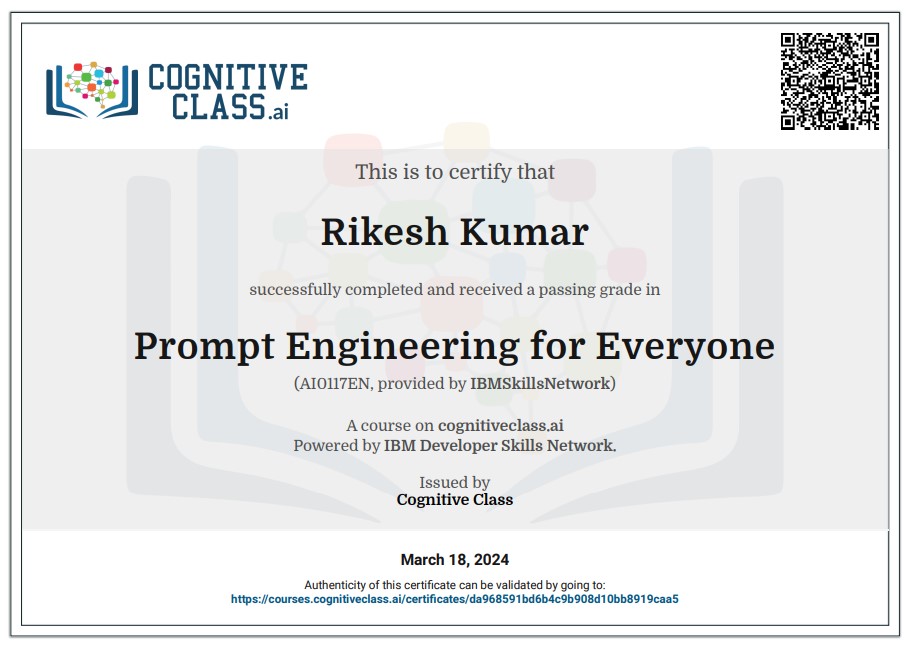 COGNITIVE
CLASS.ai
This is to certify that
Rikesh Kumar
successfully completed and received a passing grade in
Prompt Engineering for Everyone
(AI0117EN, provided by IBMSkillsNetwork)
A course on cognitiveclass.ai
Powered by IBM Developer Skills Network.
Issued by
Cognitive Class
March 18, 2024
Authenticity of this certificate can be validated by going to:
https://courses.cognitiveclass.ai/certificates/da968591bd6b4c9b908d10bb8919caa5